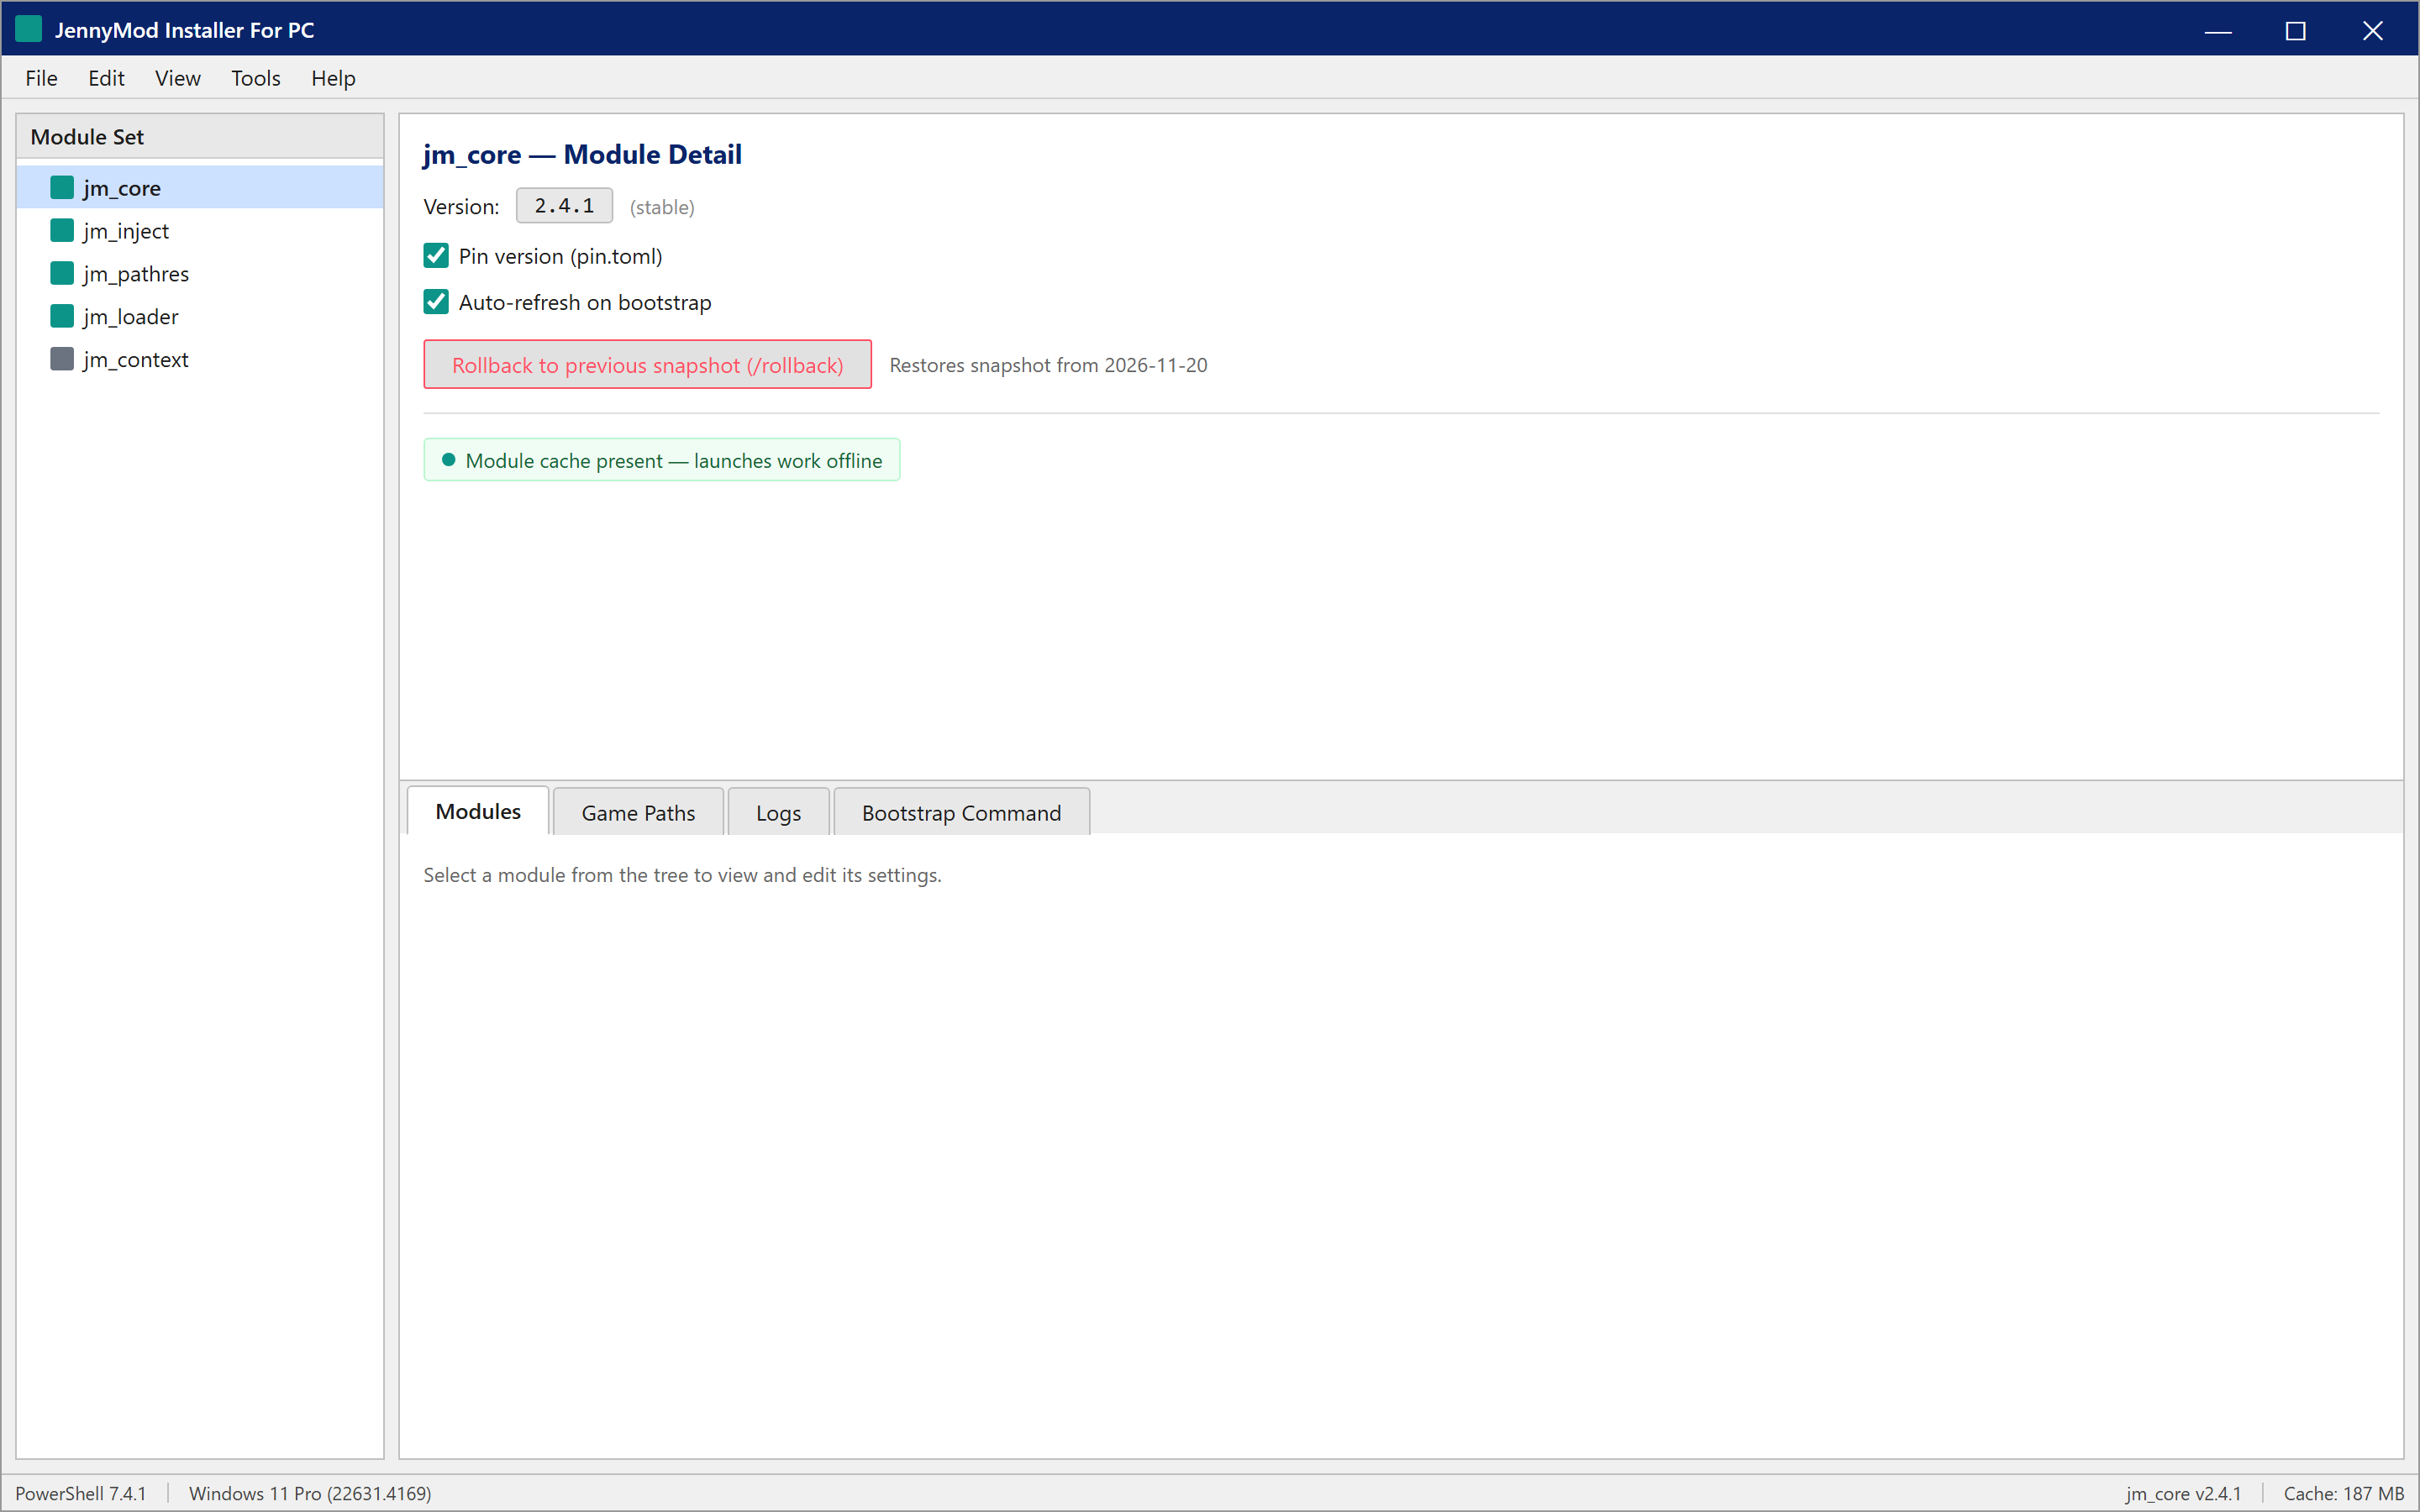 JennyMod Installer For PC
File Edit View Tools Help
Module Set
jm_core
jm_inject
jm_pathres
jm_loader
jm_context
jm_core — Module Detail
Version: 2.4.1 (stable)
Pin version (pin.toml)
Auto-refresh on bootstrap
Rollback to previous snapshot (/rollback) Restores snapshot from 2026-11-20
Module cache present — launches work offline
Modules Game Paths Logs Bootstrap Command
Select a module from the tree to view and edit its settings.
PowerShell 7.4.1 Windows 11 Pro (22631.4169) jm_core v2.4.1 Cache: 187 MB